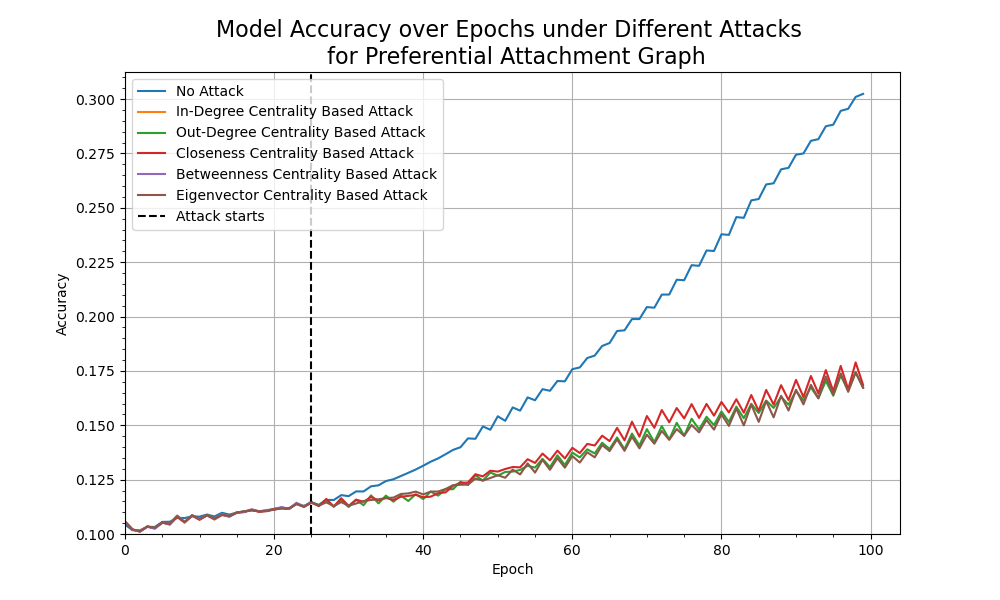 Model Accuracy over Epochs under Different Attacks
for Preferential Attachment Graph
No Attack
In-Degree Centrality Based Attack
Out-Degree Centrality Based Attack
Closeness Centrality Based Attack
Betweenness Centrality Based Attack
Eigenvector Centrality Based Attack
Attack starts
Accuracy
0.300
0.275
0.250
0.225
0.200
0.175
0.150
0.125
0.100
0 20 40 60 80 100
Epoch